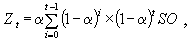 Z_t = α ∑_{i=0}^{t-1} (1-α)^i × (1-α)^t SO ,